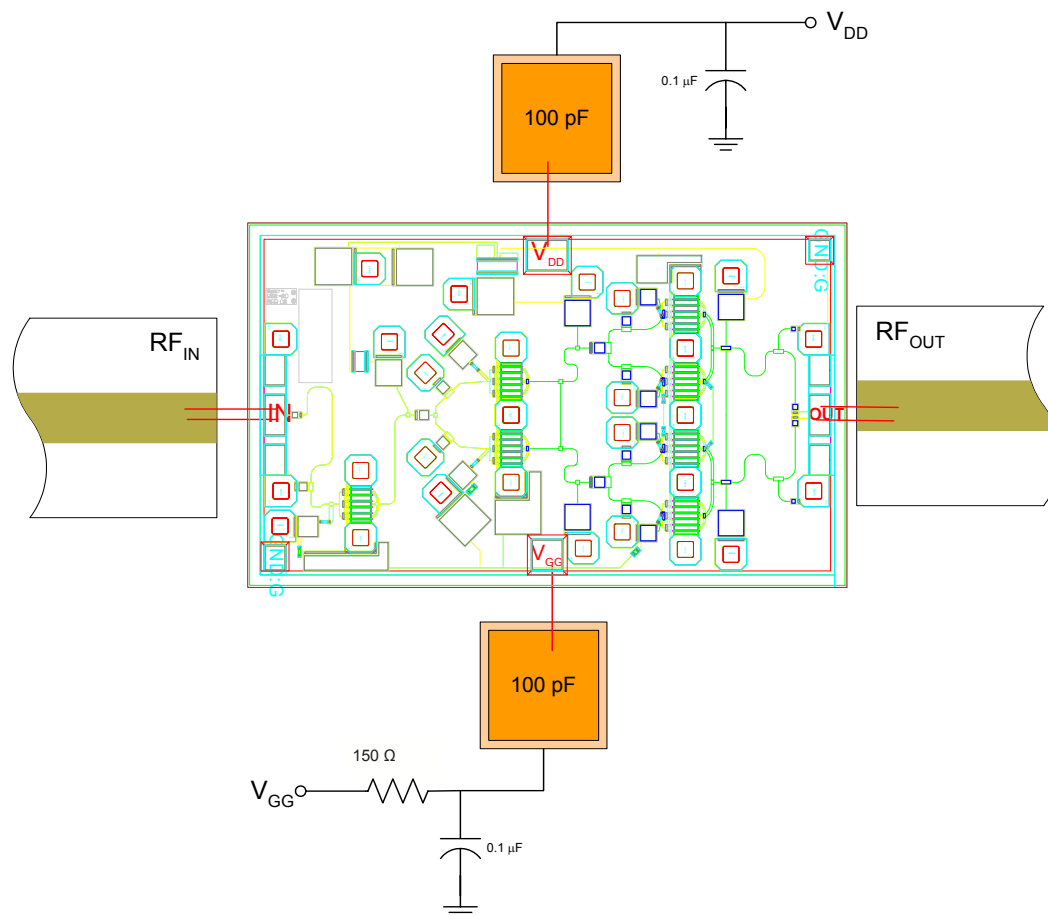 VDD
0.1 μF
100 pF
VDD
GND:G
RFIN
RFOUT
IN
OUT
GND:G
VGG
100 pF
150 Ω
VGG
0.1 μF